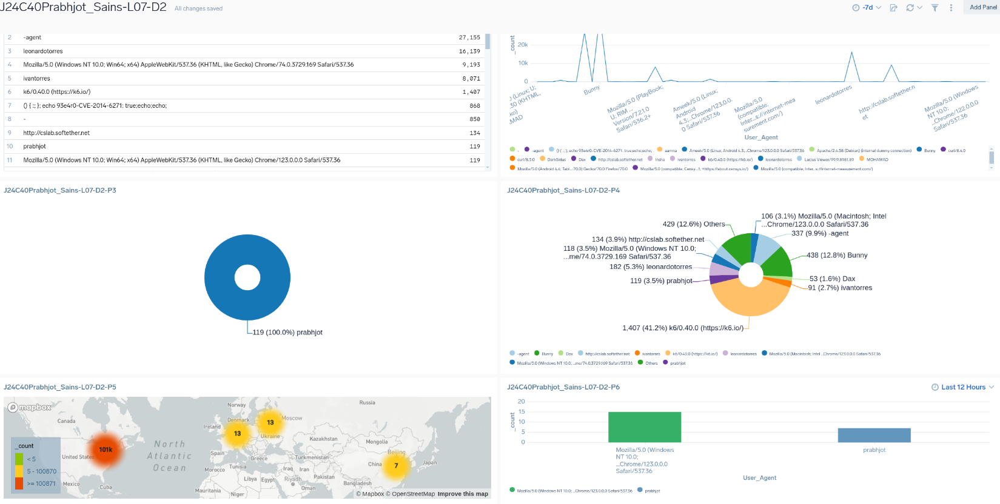 J24C40Prabhjot_Sains-L07-D2 All changes saved
-7d
Add Panel
2 -agent 27,155
3 leonardotorres 16,139
4 Mozilla/5.0 (Windows NT 10.0; Win64; x64) AppleWebKit/537.36 (KHTML, like Gecko) Chrome/74.0.3729.169 Safari/537.36 9,193
5 ivantorres 8,071
6 k6/0.40.0 (https://k6.io/) 1,407
7 () { :; }; echo 93e4r0-CVE-2014-6271: true;echo;echo; 868
8 - 850
9 http://cslab.softether.net 134
10 prabhjot 119
11 Mozilla/5.0 (Windows NT 10.0; Win64; x64) AppleWebKit/537.36 (KHTML, like Gecko) Chrome/123.0.0.0 Safari/537.36 119
_count
20k
10k
0
(Linux; U;
.30 (KHTML,
MAD
Bunny
Mozilla/5.0 (PlayBook;
U; RIM ...
Version/7.2.1.0
Safari/536.2+
Ameek/5.0 (Linux;
Android
4.3;...Chrome/123.0.0.
0 Safari/537.36
Mozilla/5.0
(compatible;
Inter...s://internet-mea
surement.com/)
leonardotorres
http://cslab.softether.n
et
Mozilla/5.0 (Windows
NT 10.0;
...Chrome/122.0.0.0
Safari/537.36
User_Agent
- -agent () { :; }; echo 93e4r0-CVE-2014-6271: true;echo;echo; aamna Ameek/5.0 (Linux; Android 4.3;...Chrome/123.0.0.0 Safari/537.36 Apache/2.4.58 (Debian) (internal dummy connection) Bunny curl/8.4.0
curl/8.5.0 DarkSidus Dax http://cslab.softether.net Insha ivantorres k6/0.40.0 (https://k6.io/) leonardotorres Lucius Viewer/99.9.8981.89 MOHAMAD
Mozilla/5.0 (Android 4.4; Tabl...:70.0) Gecko/70.0 Firefox/70.0 Mozilla/5.0 (compatible; Censy...1; +https://about.censys.io/) Mozilla/5.0 (compatible; Inter...s://internet-measurement.com/)
J24C40Prabhjot_Sains-L07-D2-P3
119 (100.0%) prabhjot
J24C40Prabhjot_Sains-L07-D2-P4
106 (3.1%) Mozilla/5.0 (Macintosh; Intel
...Chrome/123.0.0.0 Safari/537.36
429 (12.6%) Others
337 (9.9%) -agent
134 (3.9%) http://cslab.softether.net
118 (3.5%) Mozilla/5.0 (Windows NT 10.0;
...me/74.0.3729.169 Safari/537.36
438 (12.8%) Bunny
182 (5.3%) leonardotorres
53 (1.6%) Dax
119 (3.5%) prabhjot
91 (2.7%) ivantorres
1,407 (41.2%) k6/0.40.0 (https://k6.io/)
-agent Bunny Dax http://cslab.softether.net ivantorres k6/0.40.0 (https://k6.io/) leonardotorres Mozilla/5.0 (Macintosh; Intel ...Chrome/123.0.0.0 Safari/537.36
Mozilla/5.0 (Windows NT 10.0; ...me/74.0.3729.169 Safari/537.36 Others prabhjot
J24C40Prabhjot_Sains-L07-D2-P5
mapbox
Norway
Russia
Canada
Denmark
Moscow
13
Ireland
13
Ukraine
Kazakhstan
North
Atlantic
Ocean
Mongolia
_count
101k
United States
Spain
Greece
Turkmenistan
Beijing
< 5
Morocco
Tunisia
Iraq
Iran
China
7
Japan
5 - 100870
Libya
Egypt
Riyadh
Pakistan
>= 100871
Mexico
Cuba
Mauritania
Oman
Bangladesh
Niger
© Mapbox © OpenStreetMap Improve this map
J24C40Prabhjot_Sains-L07-D2-P6
Last 12 Hours
_count
20
15
10
5
0
Mozilla/5.0 (Windows
NT 10.0;
...Chrome/123.0.0.0
Safari/537.36
prabhjot
User_Agent
Mozilla/5.0 (Windows NT 10.0; ...Chrome/123.0.0.0 Safari/537.36 prabhjot